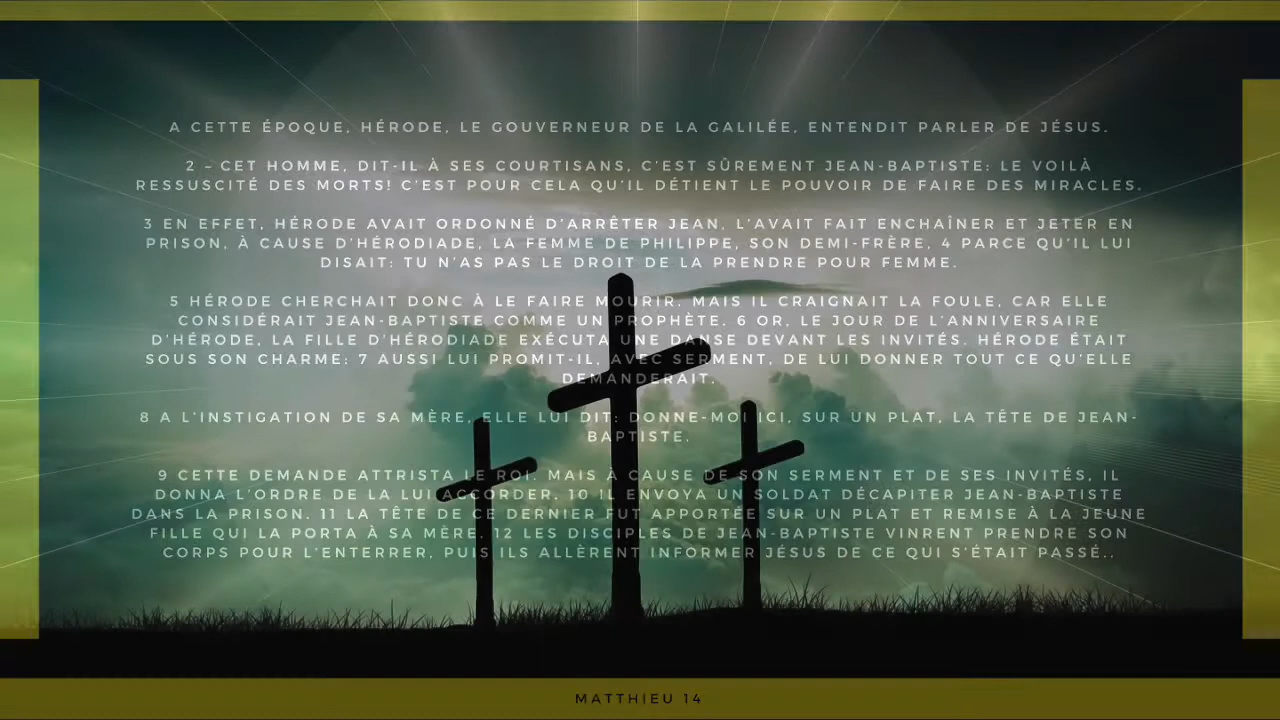 A CETTE ÉPOQUE, HÉRODE, LE GOUVERNEUR DE LA GALILÉE, ENTENDIT PARLER DE JÉSUS.
2 – CET HOMME, DIT-IL À SES COURTISANS, C'EST SÛREMENT JEAN-BAPTISTE: LE VOILÀ
RESSUSCITÉ DES MORTS! C'EST POUR CELA QU'IL DÉTIENT LE POUVOIR DE FAIRE DES MIRACLES.
3 EN EFFET, HÉRODE AVAIT ORDONNÉ D'ARRÊTER JEAN, L'AVAIT FAIT ENCHAÎNER ET JETER EN
PRISON, À CAUSE D'HÉRODIADE, LA FEMME DE PHILIPPE, SON DEMI-FRÈRE, 4 PARCE QU'IL LUI
DISAIT: TU N'AS PAS LE DROIT DE LA PRENDRE POUR FEMME.
5 HÉRODE CHERCHAIT DONC À LE FAIRE MOURIR. MAIS IL CRAIGNAIT LA FOULE, CAR ELLE
CONSIDÉRAIT JEAN-BAPTISTE COMME UN PROPHÈTE. 6 OR, LE JOUR DE L'ANNIVERSAIRE
D'HÉRODE, LA FILLE D'HÉRODIADE EXÉCUTA UNE DANSE DEVANT LES INVITÉS. HÉRODE ÉTAIT
SOUS SON CHARME: 7 AUSSI LUI PROMIT-IL, AVEC SERMENT, DE LUI DONNER TOUT CE QU'ELLE
DEMANDERAIT.
8 A L'INSTIGATION DE SA MÈRE, ELLE LUI DIT: DONNE-MOI ICI, SUR UN PLAT, LA TÊTE DE JEAN-
BAPTISTE.
9 CETTE DEMANDE ATTRISTA LE ROI. MAIS À CAUSE DE SON SERMENT ET DE SES INVITÉS, IL
DONNA L'ORDRE DE LA LUI ACCORDER. 10 IL ENVOYA UN SOLDAT DÉCAPITER JEAN-BAPTISTE
DANS LA PRISON. 11 LA TÊTE DE CE DERNIER FUT APPORTÉE SUR UN PLAT ET REMISE À LA JEUNE
FILLE QUI LA PORTA À SA MÈRE. 12 LES DISCIPLES DE JEAN-BAPTISTE VINRENT PRENDRE SON
CORPS POUR L'ENTERRER, PUIS ILS ALLÈRENT INFORMER JÉSUS DE CE QUI S'ÉTAIT PASSÉ..
MATTHIEU 14